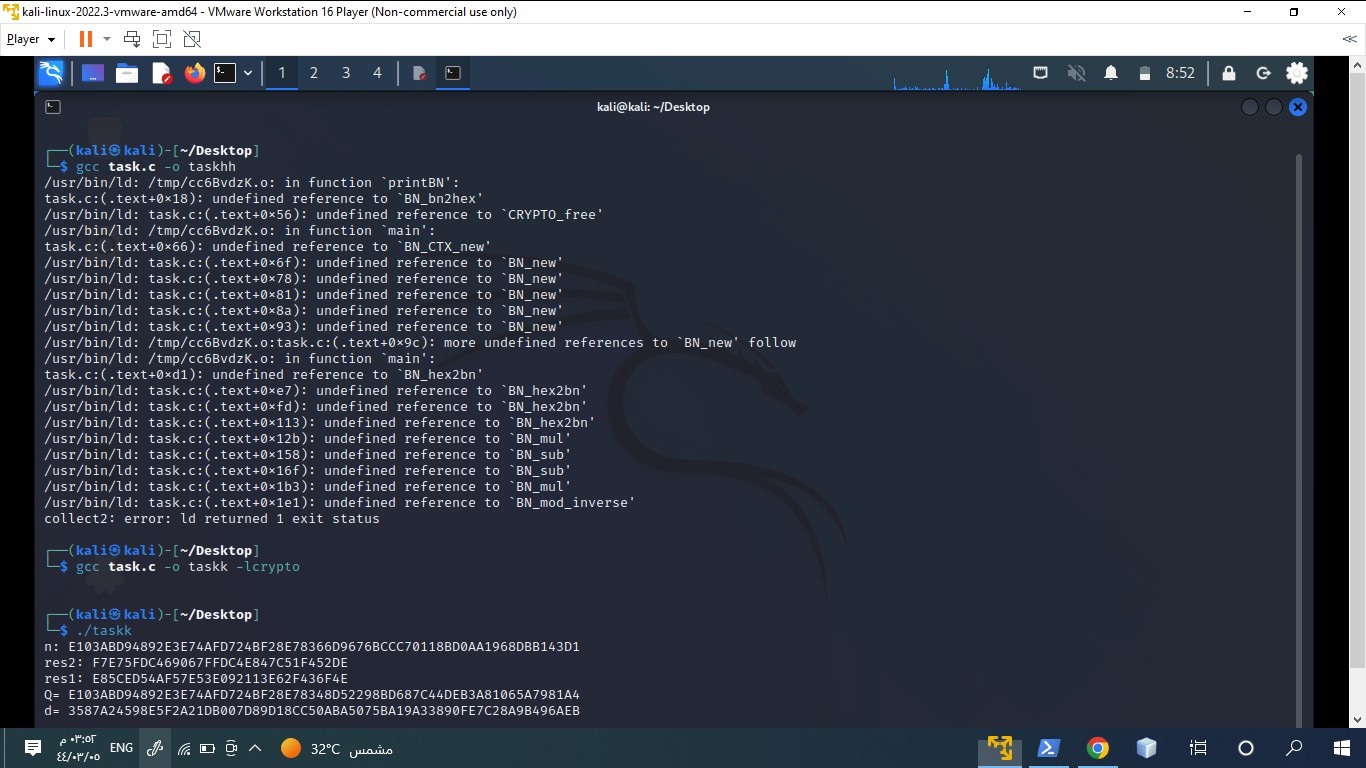 kali-linux-2022.3-vmware-amd64 - VMware Workstation 16 Player (Non-commercial use only)
Player
1 2 3 4 8:52
kali@kali: ~/Desktop
┌──(kali㉿kali)-[~/Desktop]
└─$ gcc task.c -o taskhh
/usr/bin/ld: /tmp/cc6BvdzK.o: in function `printBN':
task.c:(.text+0×18): undefined reference to `BN_bn2hex'
/usr/bin/ld: task.c:(.text+0×56): undefined reference to `CRYPTO_free'
/usr/bin/ld: /tmp/cc6BvdzK.o: in function `main':
task.c:(.text+0×66): undefined reference to `BN_CTX_new'
/usr/bin/ld: task.c:(.text+0×6f): undefined reference to `BN_new'
/usr/bin/ld: task.c:(.text+0×78): undefined reference to `BN_new'
/usr/bin/ld: task.c:(.text+0×81): undefined reference to `BN_new'
/usr/bin/ld: task.c:(.text+0×8a): undefined reference to `BN_new'
/usr/bin/ld: task.c:(.text+0×93): undefined reference to `BN_new'
/usr/bin/ld: /tmp/cc6BvdzK.o:task.c:(.text+0×9c): more undefined references to `BN_new' follow
/usr/bin/ld: /tmp/cc6BvdzK.o: in function `main':
task.c:(.text+0×d1): undefined reference to `BN_hex2bn'
/usr/bin/ld: task.c:(.text+0×e7): undefined reference to `BN_hex2bn'
/usr/bin/ld: task.c:(.text+0×fd): undefined reference to `BN_hex2bn'
/usr/bin/ld: task.c:(.text+0×113): undefined reference to `BN_hex2bn'
/usr/bin/ld: task.c:(.text+0×12b): undefined reference to `BN_mul'
/usr/bin/ld: task.c:(.text+0×158): undefined reference to `BN_sub'
/usr/bin/ld: task.c:(.text+0×16f): undefined reference to `BN_sub'
/usr/bin/ld: task.c:(.text+0×1b3): undefined reference to `BN_mul'
/usr/bin/ld: task.c:(.text+0×1e1): undefined reference to `BN_mod_inverse'
collect2: error: ld returned 1 exit status
┌──(kali㉿kali)-[~/Desktop]
└─$ gcc task.c -o taskk -lcrypto
┌──(kali㉿kali)-[~/Desktop]
└─$ ./taskk
n: E103ABD94892E3E74AFD724BF28E78366D9676BCCC70118BD0AA1968DBB143D1
res2: F7E75FDC469067FFDC4E847C51F452DE
res1: E85CED54AF57E53E092113E62F436F4E
Q= E103ABD94892E3E74AFD724BF28E78348D52298BD687C44DEB3A81065A7981A4
d= 3587A24598E5F2A21DB007D89D18CC50ABA5075BA19A33890FE7C28A9B496AEB
٠٣:٥٢ م
٤٤/٠٣/٠٥
ENG
32°C مشمس